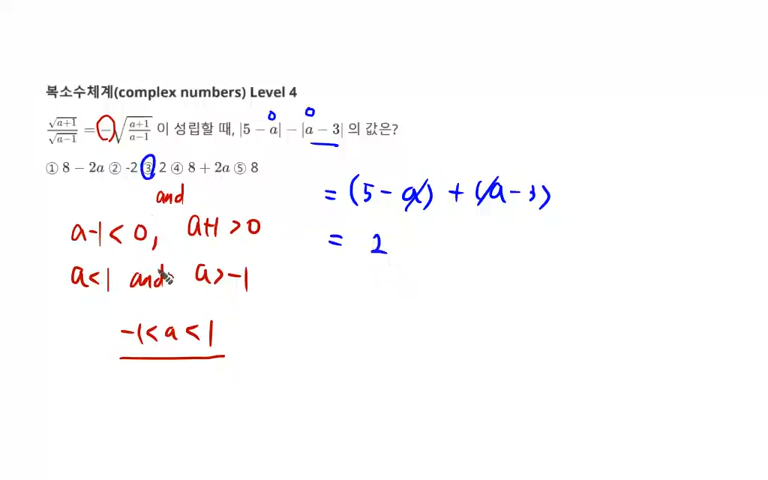 복소수체계(complex numbers) Level 4
0 0
√(a+1)/√(a−1) = −√((a+1)/(a−1)) 이 성립할 때, |5 − a| − |a − 3| 의 값은?
① 8 − 2a ② -2 ③ 2 ④ 8 + 2a ⑤ 8
and
a-1 < 0, a+1 > 0
a<1 and a>-1
-1< a < 1
= (5 - a) + (a - 3)
= 2